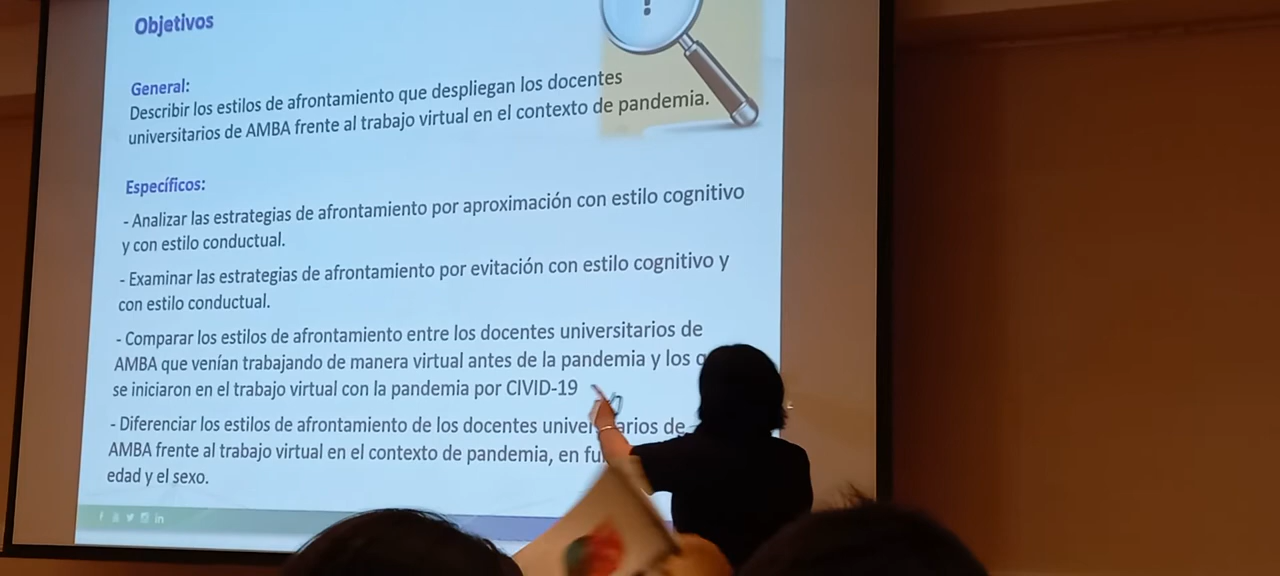 Objetivos
General:
Describir los estilos de afrontamiento que despliegan los docentes
universitarios de AMBA frente al trabajo virtual en el contexto de pandemia.
Específicos:
- Analizar las estrategias de afrontamiento por aproximación con estilo cognitivo
y con estilo conductual.
- Examinar las estrategias de afrontamiento por evitación con estilo cognitivo y
con estilo conductual.
- Comparar los estilos de afrontamiento entre los docentes universitarios de
AMBA que venían trabajando de manera virtual antes de la pandemia y los
se iniciaron en el trabajo virtual con la pandemia por CIVID-19
- Diferenciar los estilos de afrontamiento de los docentes universitarios de
AMBA frente al trabajo virtual en el contexto de pandemia, en
edad y el sexo.